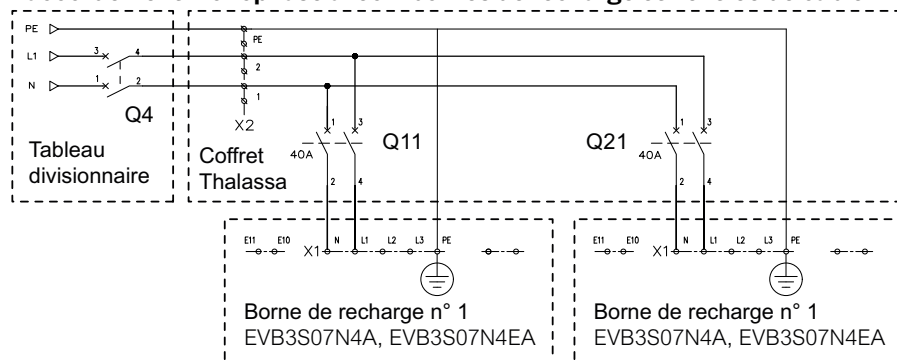 PE
L1 3 4
N 1 2
Q4
PE
2
1
X2
Tableau
divisionnaire
Coffret
Thalassa
1 3
40A
Q11
2 4
Q21
1 3
40A
2 4
E11 E10 X1 N L1 L2 L3 PE
E11 E10 X1 N L1 L2 L3 PE
Borne de recharge n° 1
EVB3S07N4A, EVB3S07N4EA
Borne de recharge n° 1
EVB3S07N4A, EVB3S07N4EA